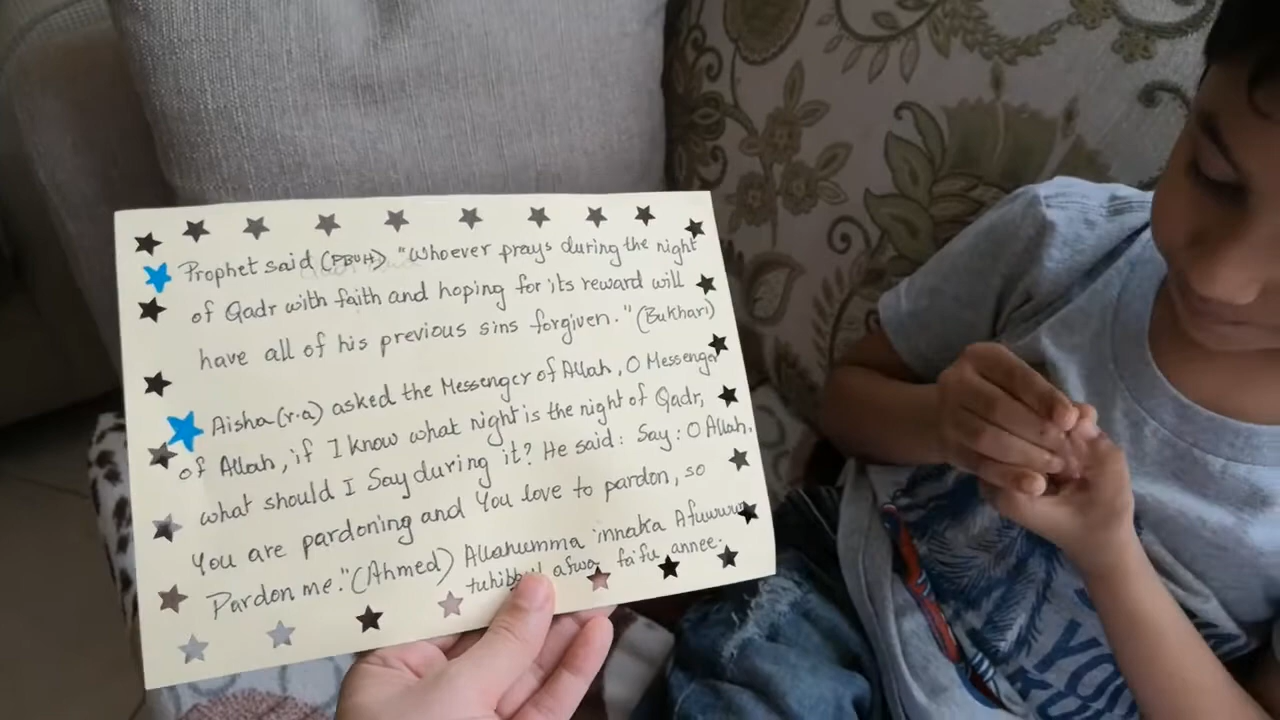 Prophet said (PBUH) "Whoever prays during the night
of Qadr with faith and hoping for its reward will
have all of his previous sins forgiven." (Bukhari)
Aisha (r.a) asked the Messenger of Allah, O Messenger
of Allah, if I know what night is the night of Qadr,
what should I Say during it? He said: Say: O Allah,
You are pardoning and You love to pardon, so
Pardon me." (Ahmed) Allahumma innaka Afuwwun
afwa fa'fu annee.
YOU